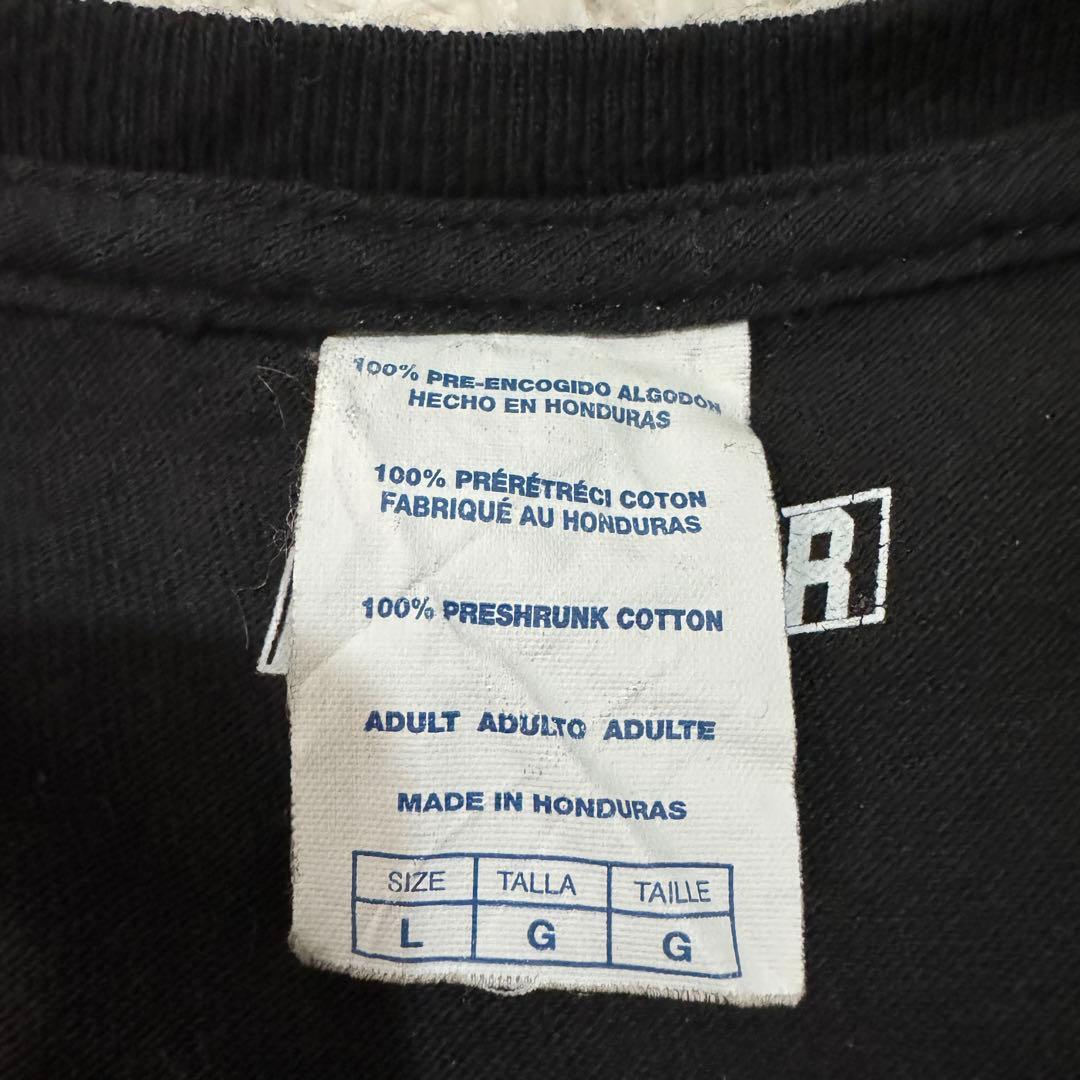 100% PRE-ENCOGIDO ALGODÓN
HECHO EN HONDURAS
100% PRÉRÉTRÉCI COTON
FABRIQUÉ AU HONDURAS
R
100% PRESHRUNK COTTON
ADULT ADULTO ADULTE
MADE IN HONDURAS
SIZE TALLA TAILLE
L G G